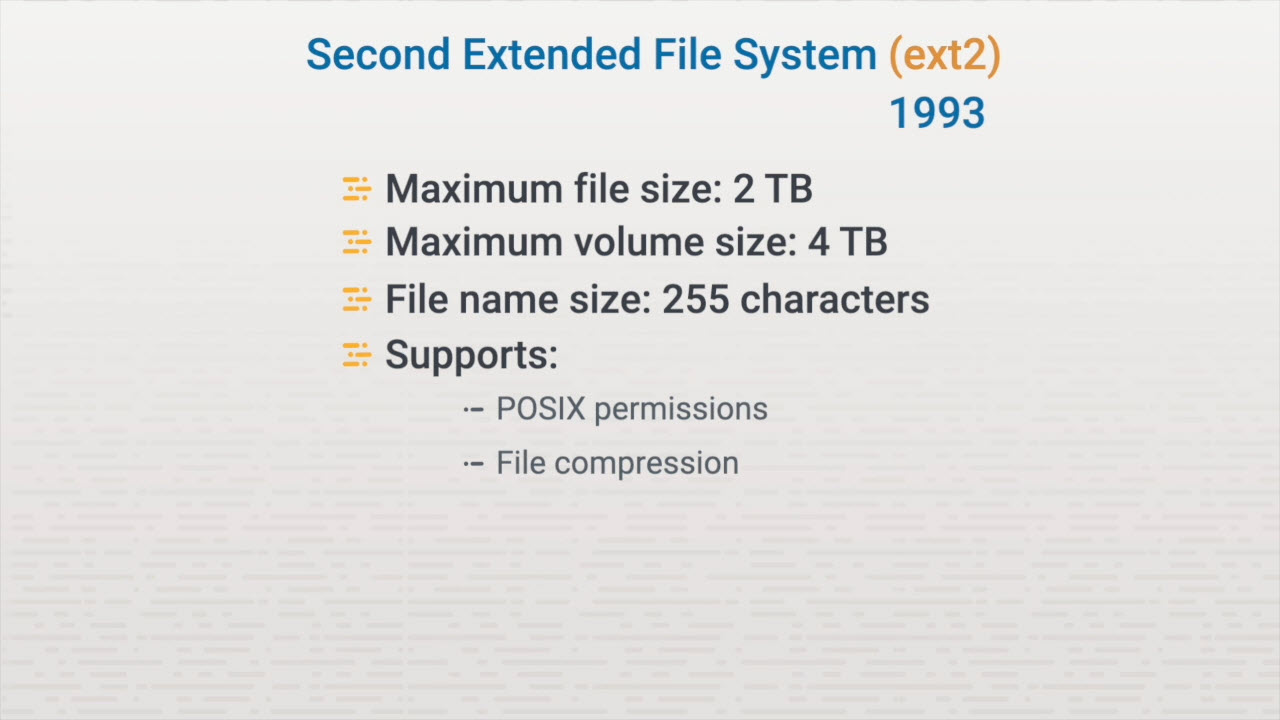 Second Extended File System (ext2)
1993
Maximum file size: 2 TB
Maximum volume size: 4 TB
File name size: 255 characters
Supports:
POSIX permissions
File compression